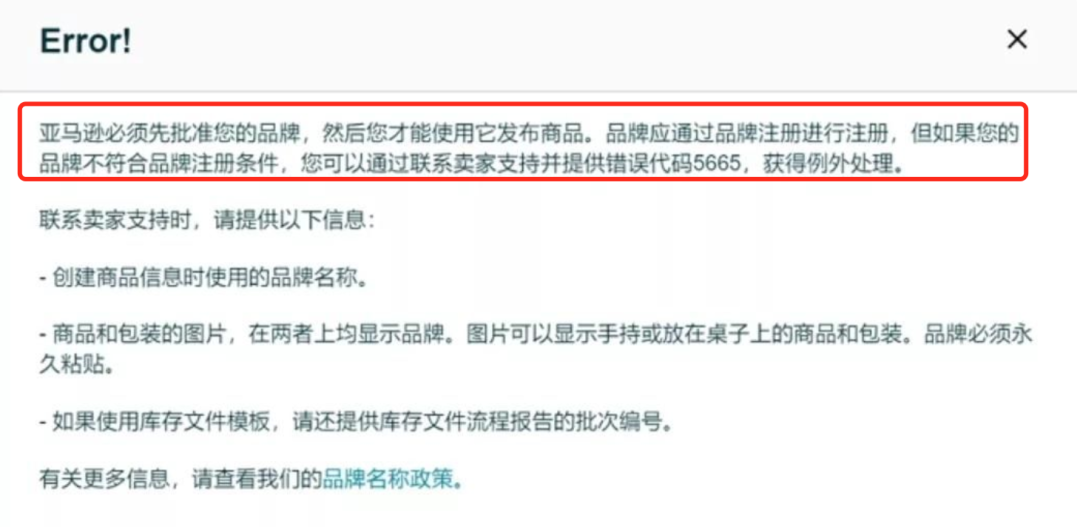 Error!
亚马逊必须先批准您的品牌，然后您才能使用它发布商品。品牌应通过品牌注册进行注册，但如果您的
品牌不符合品牌注册条件，您可以通过联系卖家支持并提供错误代码5665，获得例外处理。
联系卖家支持时，请提供以下信息：
- 创建商品信息时使用的品牌名称。
- 商品和包装的图片，在两者上均显示品牌。图片可以显示手持或放在桌子上的商品和包装。品牌必须永
久粘贴。
- 如果使用库存文件模板，请还提供库存文件流程报告的批次编号。
有关更多信息，请查看我们的品牌名称政策。